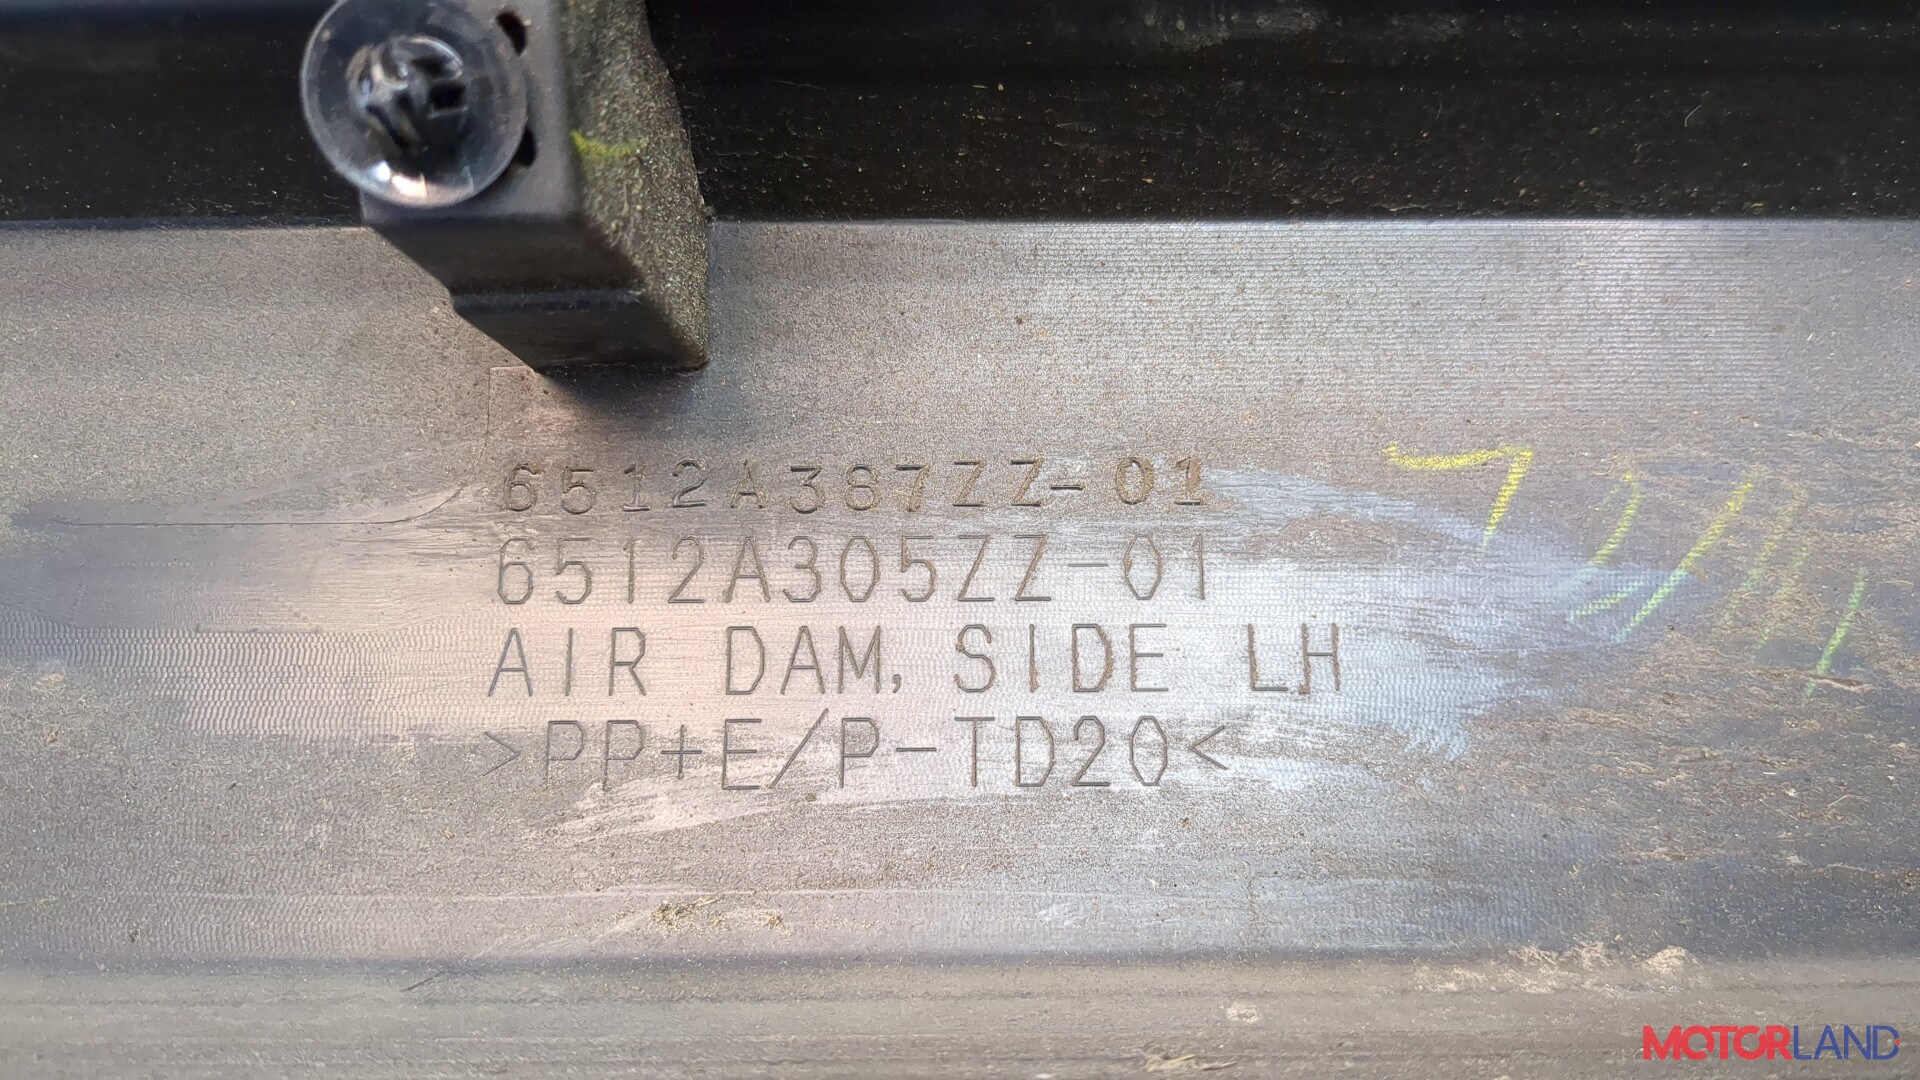 6512A387ZZ-01
6512A305ZZ-01
AIR DAM, SIDE LH
>PP+E/P-TD20<
MOTORLAND